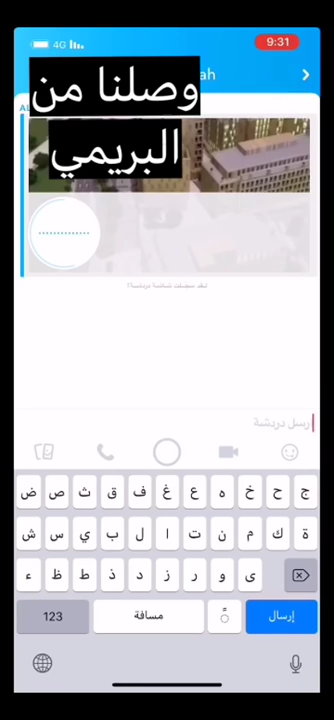 4G
9:31
وصلنا من
ah
البريمي
لقد سجلت شاشة دردشة!
ارسل دردشة
ض ص ث ق ف غ ع ه خ ح ج
ش س ي ب ل ا ت ن م ك ة
ء ظ ط ذ د ز ر و ى
123
مسافة
إرسال